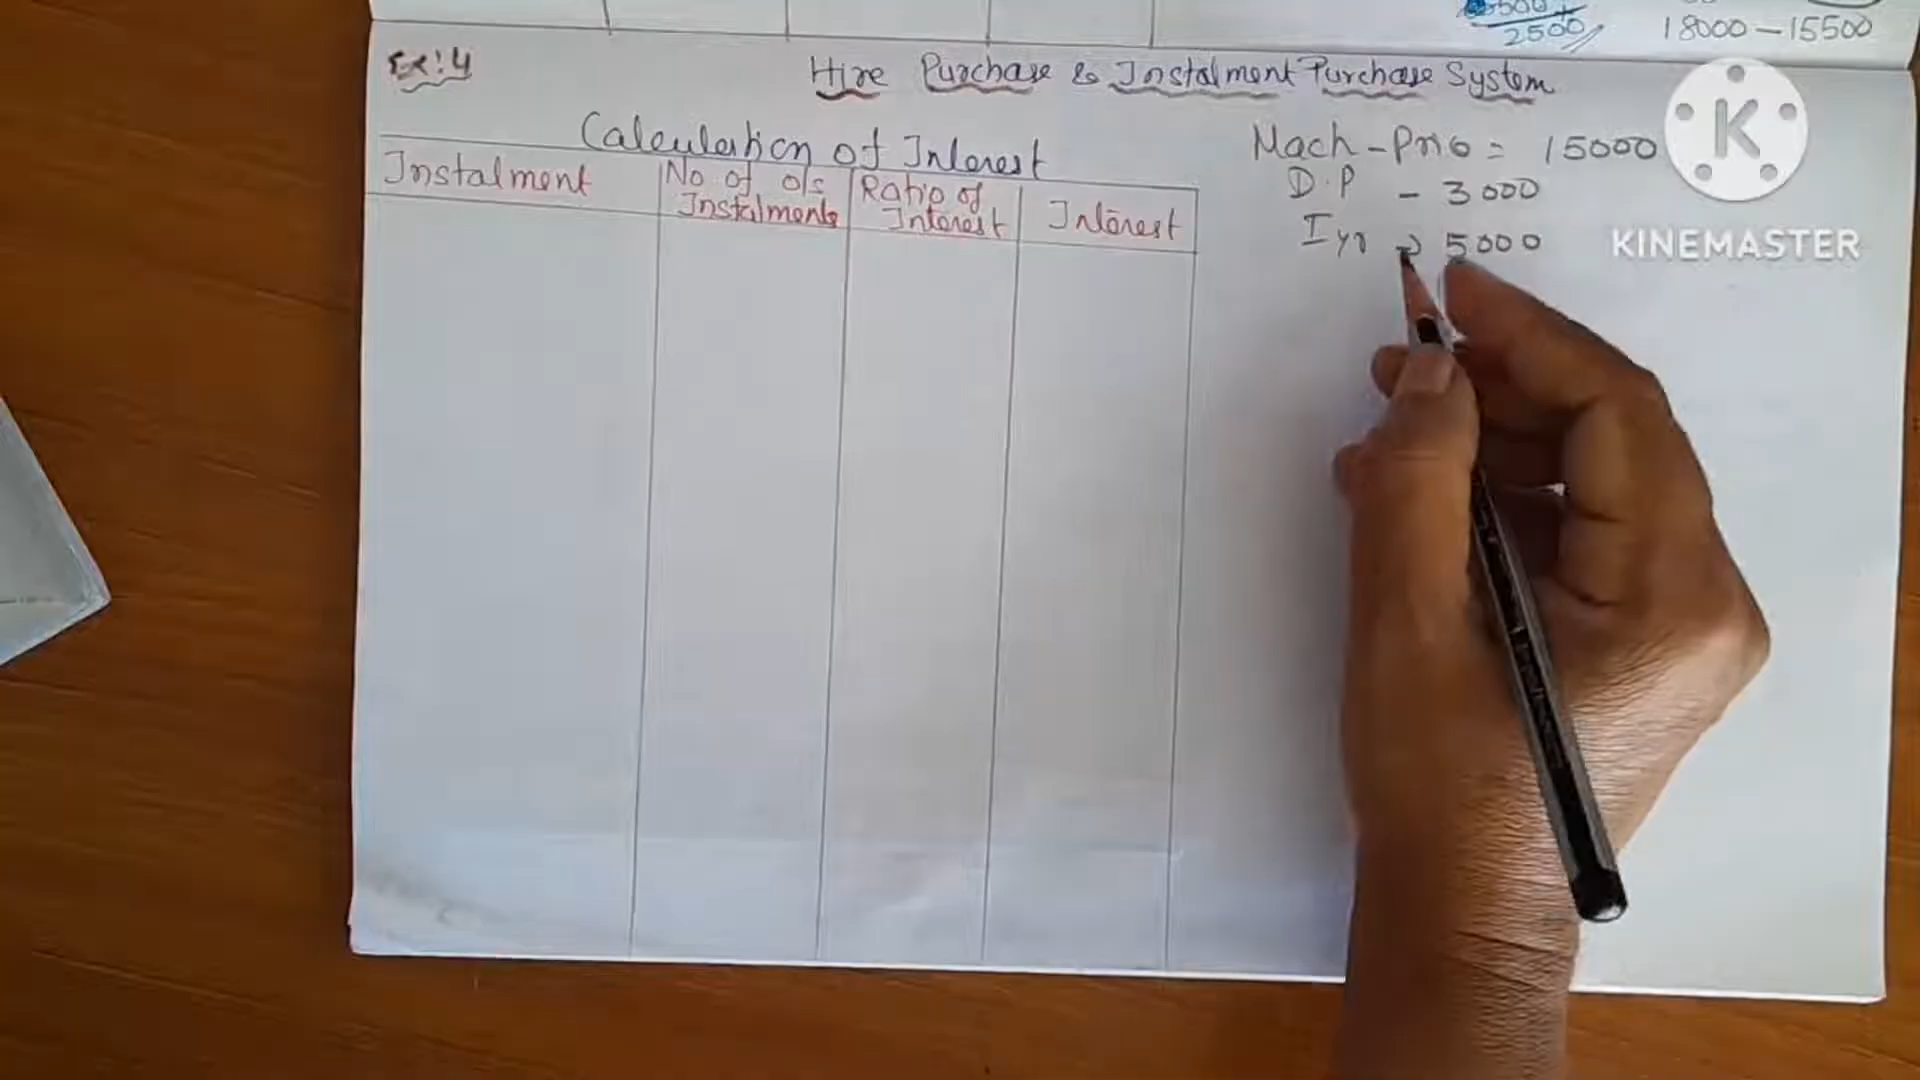 2500
18000 - 15500
Ex: 4
Hire Purchase & Instalment Purchase System
Calculation of Interest
Mach - Price = 15000
D.P - 3000
I yr → 5000
Instalment
No of o/s Instalments
Ratio of Interest
Interest
K
KINEMASTER